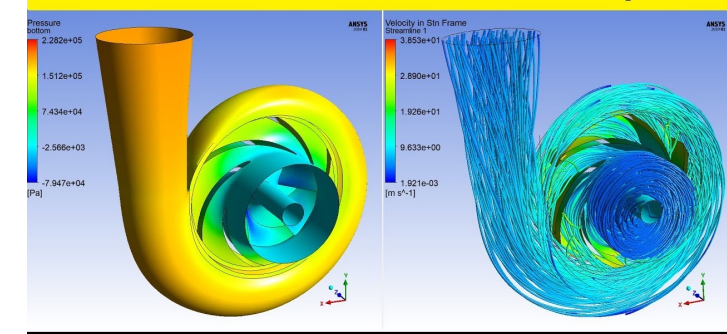 Pressure
bottom
2.282e+05
1.512e+05
7.434e+04
-2.566e+03
-7.947e+04
[Pa]
ANSYS
X
Y
Z
Velocity in Stn Frame
Streamline 1
3.853e+01
2.890e+01
1.926e+01
9.633e+00
1.921e-03
[m s^-1]
ANSYS
X
Y
Z